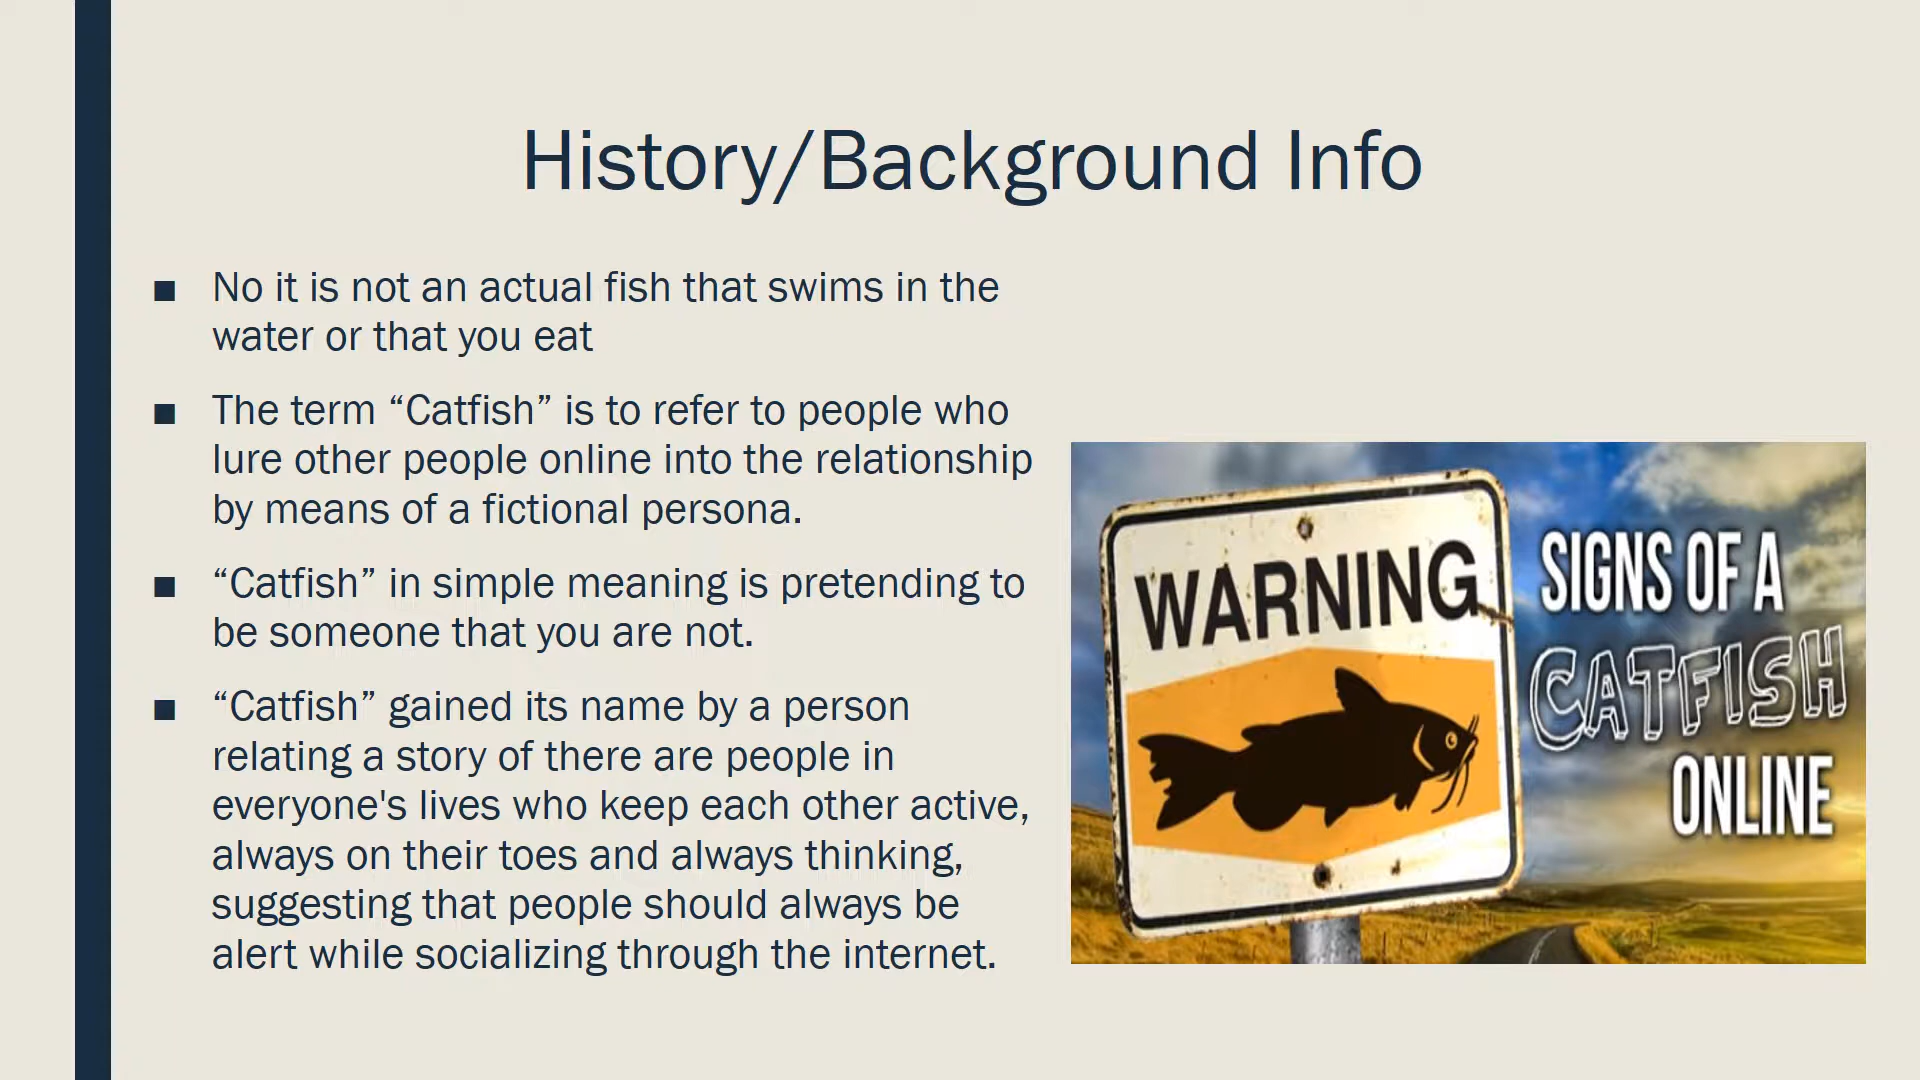 History/Background Info
No it is not an actual fish that swims in the
water or that you eat
The term “Catfish” is to refer to people who
lure other people online into the relationship
by means of a fictional persona.
“Catfish” in simple meaning is pretending to
be someone that you are not.
“Catfish” gained its name by a person
relating a story of there are people in
everyone's lives who keep each other active,
always on their toes and always thinking,
suggesting that people should always be
alert while socializing through the internet.
WARNING
SIGNS OF A
CATFISH
ONLINE